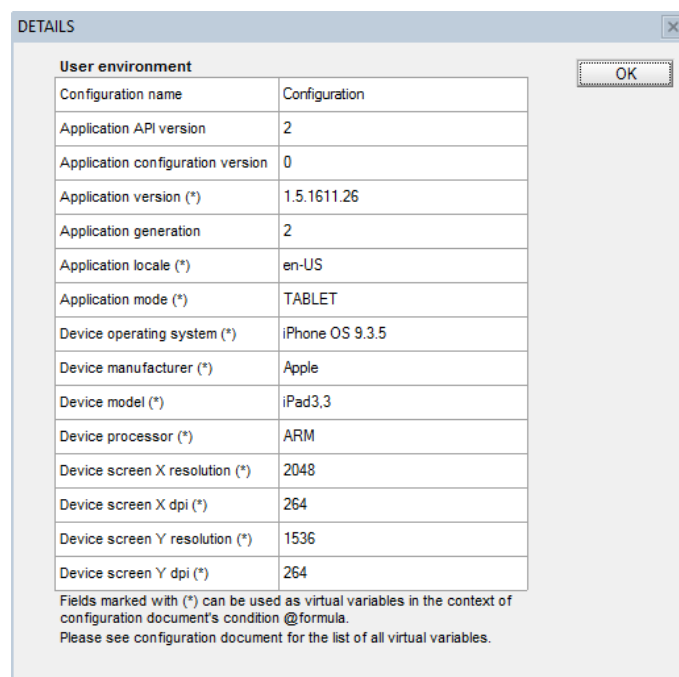 DETAILS
User environment
OK
Configuration name Configuration
Application API version 2
Application configuration version 0
Application version (*) 1.5.1611.26
Application generation 2
Application locale (*) en-US
Application mode (*) TABLET
Device operating system (*) iPhone OS 9.3.5
Device manufacturer (*) Apple
Device model (*) iPad3,3
Device processor (*) ARM
Device screen X resolution (*) 2048
Device screen X dpi (*) 264
Device screen Y resolution (*) 1536
Device screen Y dpi (*) 264
Fields marked with (*) can be used as virtual variables in the context of
configuration document's condition @formula.
Please see configuration document for the list of all virtual variables.